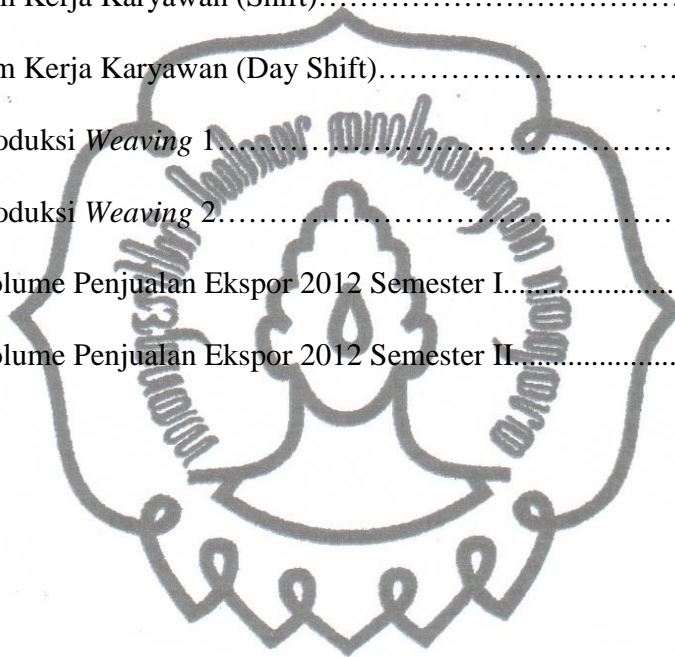 m Kerja Karyawan (Shift)……………………………
m Kerja Karyawan (Day Shift)………………………
oduksi Weaving 1……………………………………
oduksi Weaving 2……………………………………
olume Penjualan Ekspor 2012 Semester I............................
olume Penjualan Ekspor 2012 Semester II..........................